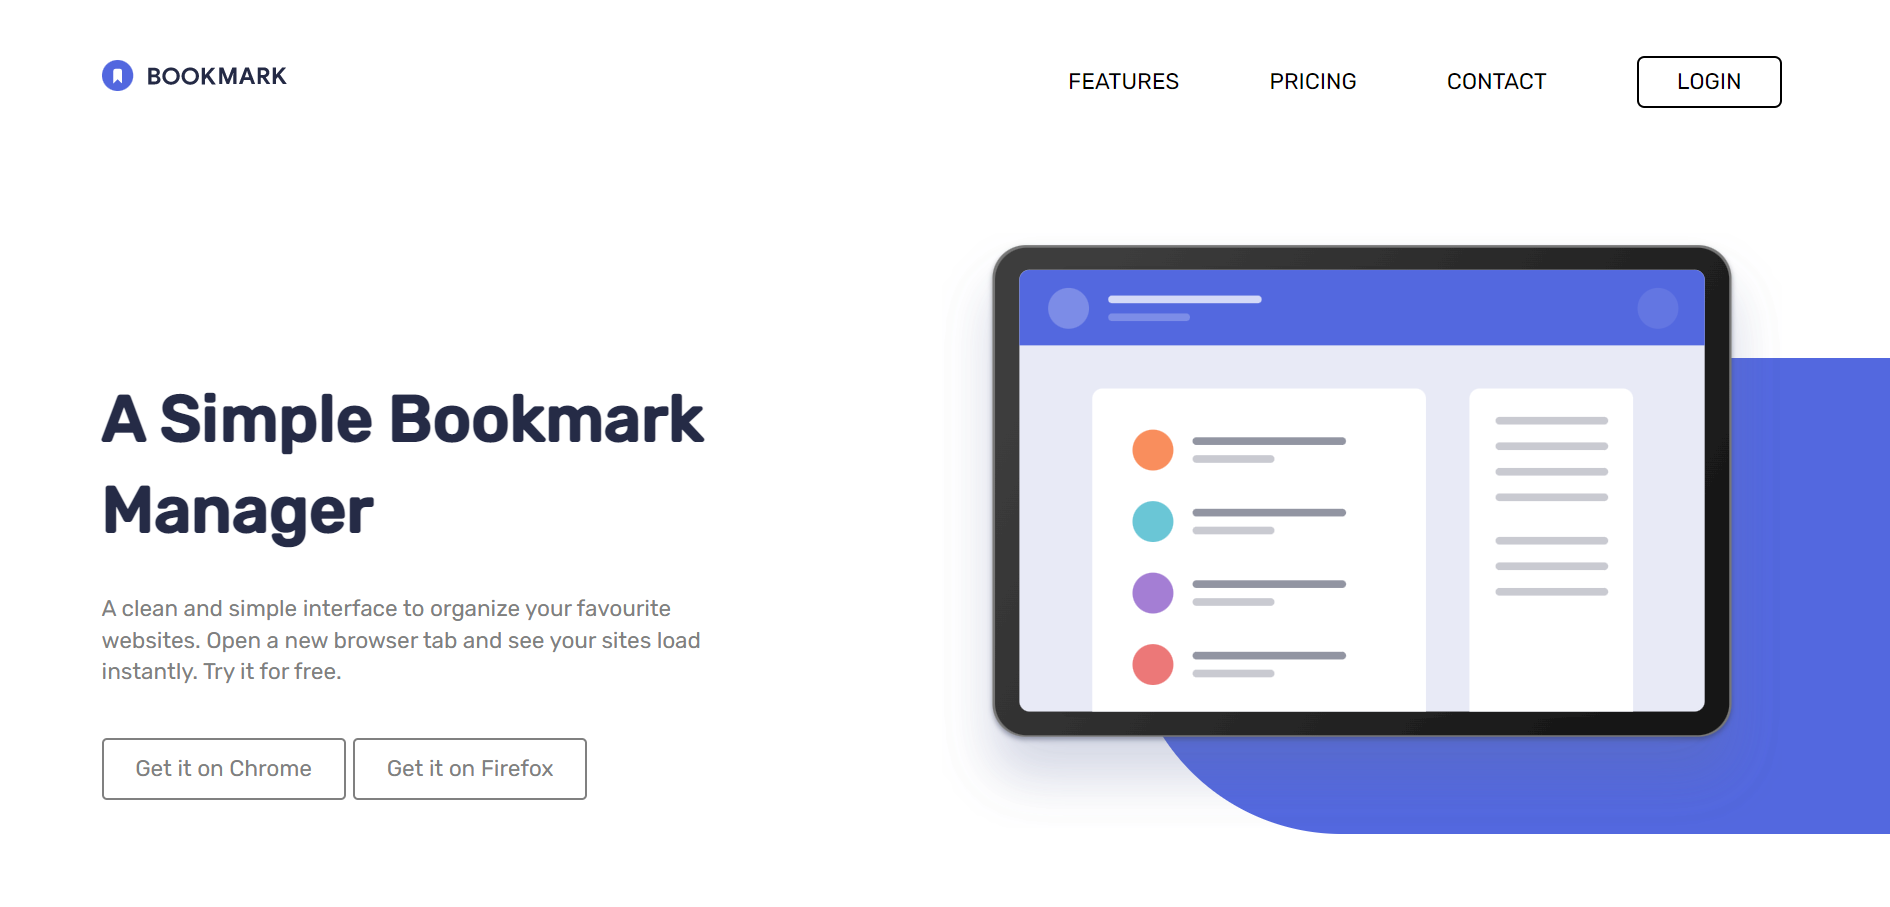 BOOKMARK
FEATURES PRICING CONTACT LOGIN
A Simple Bookmark
Manager
A clean and simple interface to organize your favourite
websites. Open a new browser tab and see your sites load
instantly. Try it for free.
Get it on Chrome Get it on Firefox